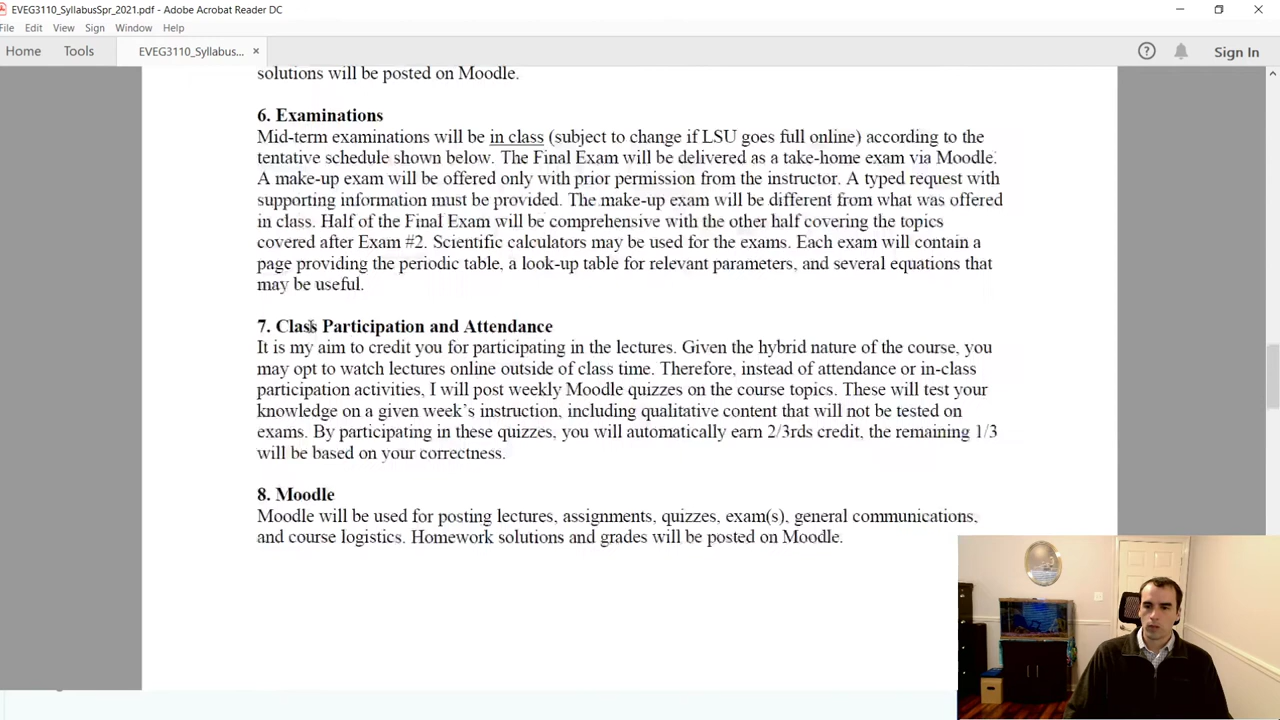 EVEG3110_SyllabusSpr_2021.pdf - Adobe Acrobat Reader DC
File Edit View Sign Window Help
Home Tools EVEG3110_Syllabus... × Sign In
solutions will be posted on Moodle.
6. Examinations
Mid-term examinations will be in class (subject to change if LSU goes full online) according to the
tentative schedule shown below. The Final Exam will be delivered as a take-home exam via Moodle.
A make-up exam will be offered only with prior permission from the instructor. A typed request with
supporting information must be provided. The make-up exam will be different from what was offered
in class. Half of the Final Exam will be comprehensive with the other half covering the topics
covered after Exam #2. Scientific calculators may be used for the exams. Each exam will contain a
page providing the periodic table, a look-up table for relevant parameters, and several equations that
may be useful.
7. Class Participation and Attendance
It is my aim to credit you for participating in the lectures. Given the hybrid nature of the course, you
may opt to watch lectures online outside of class time. Therefore, instead of attendance or in-class
participation activities, I will post weekly Moodle quizzes on the course topics. These will test your
knowledge on a given week's instruction, including qualitative content that will not be tested on
exams. By participating in these quizzes, you will automatically earn 2/3rds credit, the remaining 1/3
will be based on your correctness.
8. Moodle
Moodle will be used for posting lectures, assignments, quizzes, exam(s), general communications,
and course logistics. Homework solutions and grades will be posted on Moodle.